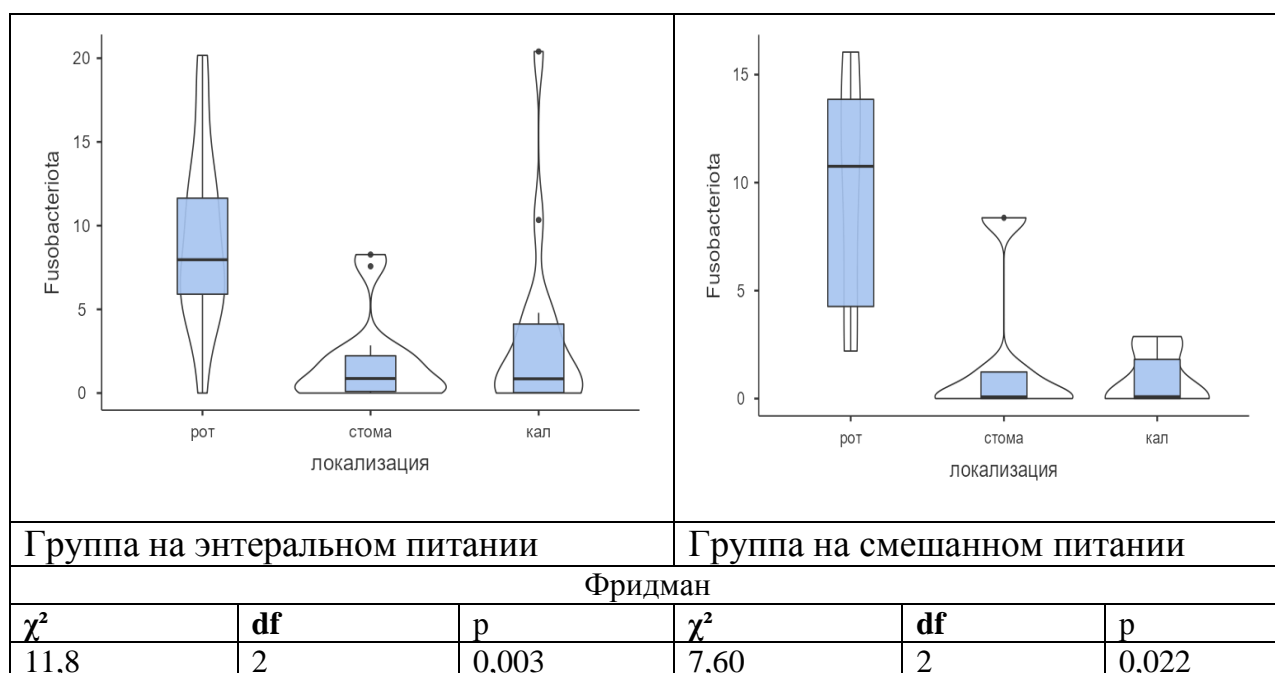 20
15
10
5
0
Fusobacteriota
рот
стома
кал
локализация
15
10
5
0
Fusobacteriota
рот
стома
кал
локализация
Группа на энтеральном питании
Группа на смешанном питании
Фридман
χ² df p χ² df p
11,8 2 0,003 7,60 2 0,022